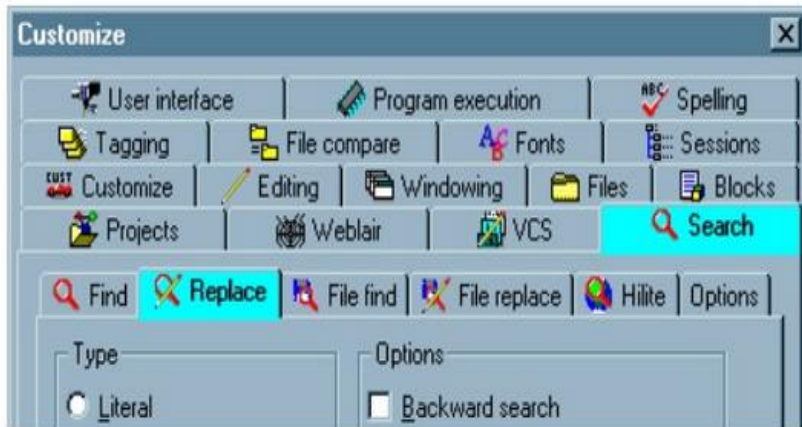 Customize
User interface Program execution ABC Spelling
Tagging File compare Fonts Sessions
CUST Customize Editing Windowing Files Blocks
Projects Weblair VCS Search
Find Replace File find File replace Hilite Options
Type Options
Literal Backward search